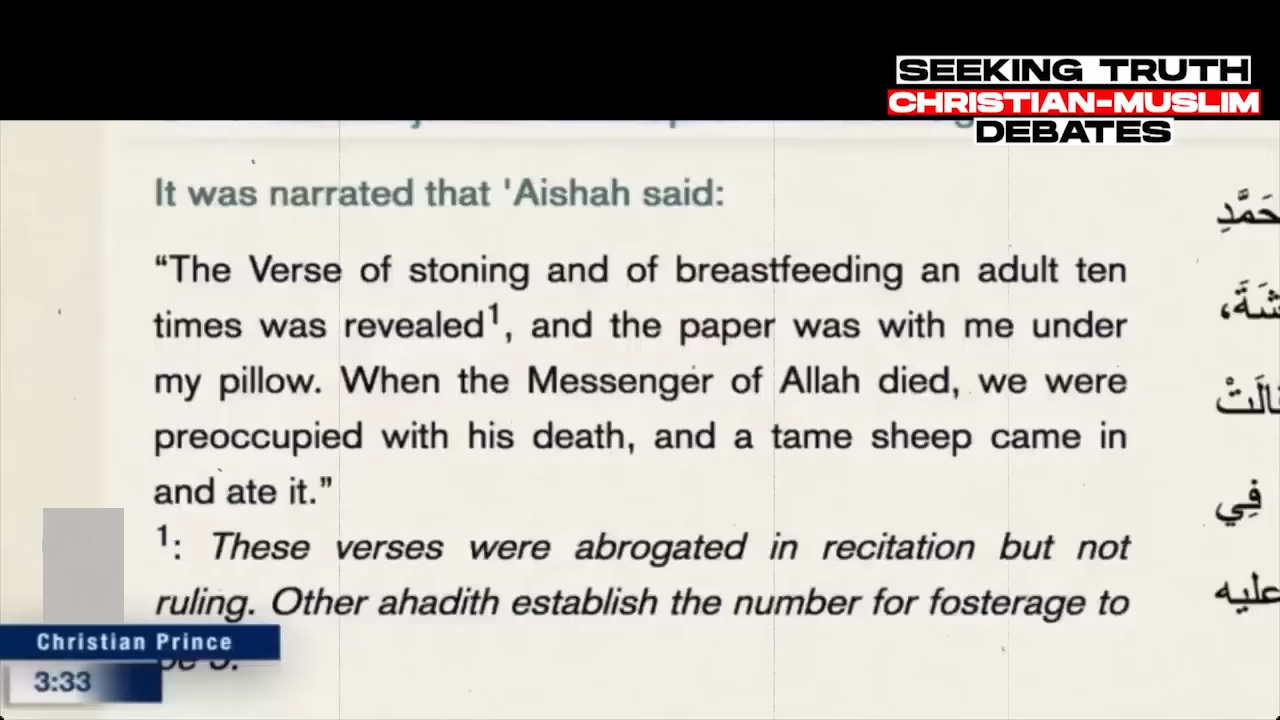 SEEKING TRUTH
CHRISTIAN-MUSLIM
DEBATES
It was narrated that 'Aishah said:
“The Verse of stoning and of breastfeeding an adult ten
times was revealed¹, and the paper was with me under
my pillow. When the Messenger of Allah died, we were
preoccupied with his death, and a tame sheep came in
and ate it.”
¹: These verses were abrogated in recitation but not
ruling. Other ahadith establish the number for fosterage to
حَمَّدِ
شَةَ،
فِي
عليه
Christian Prince
3:33